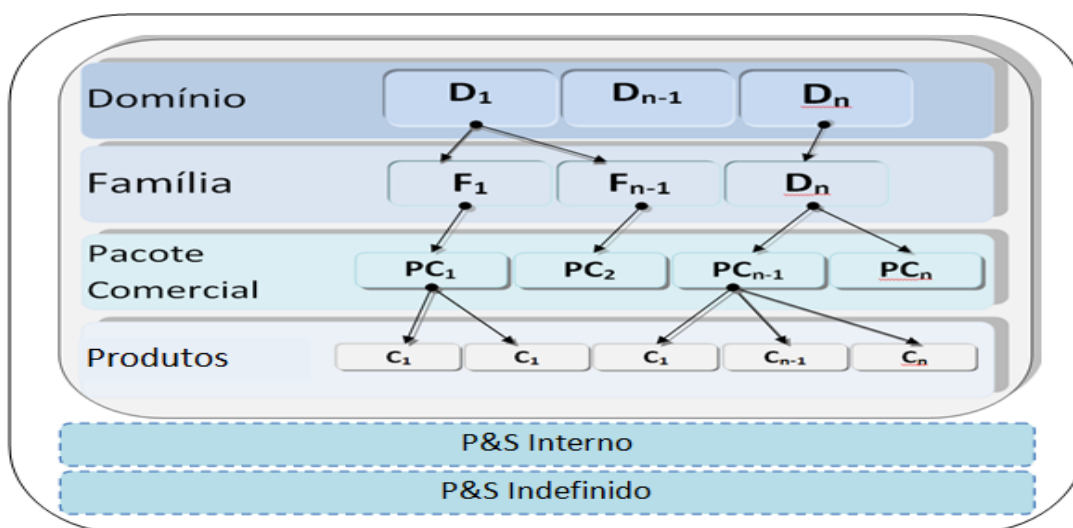 Domínio D₁ Dₙ₋₁ Dₙ
Família F₁ Fₙ₋₁ Dₙ
Pacote
Comercial PC₁ PC₂ PCₙ₋₁ PCₙ
Produtos C₁ C₁ C₁ Cₙ₋₁ Cₙ
P&S Interno
P&S Indefinido